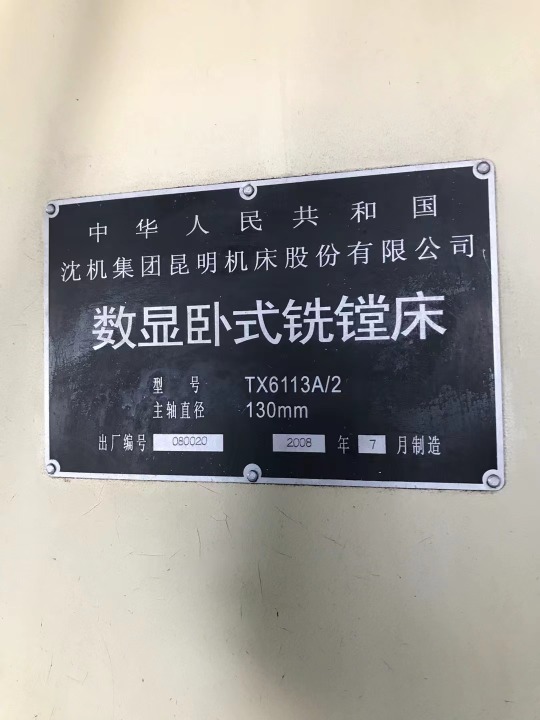 中华人民共和国
沈机集团昆明机床股份有限公司
数显卧式铣镗床
型号 TX6113A/2
主轴直径 130mm
出厂编号 080020 2008 年 7 月制造